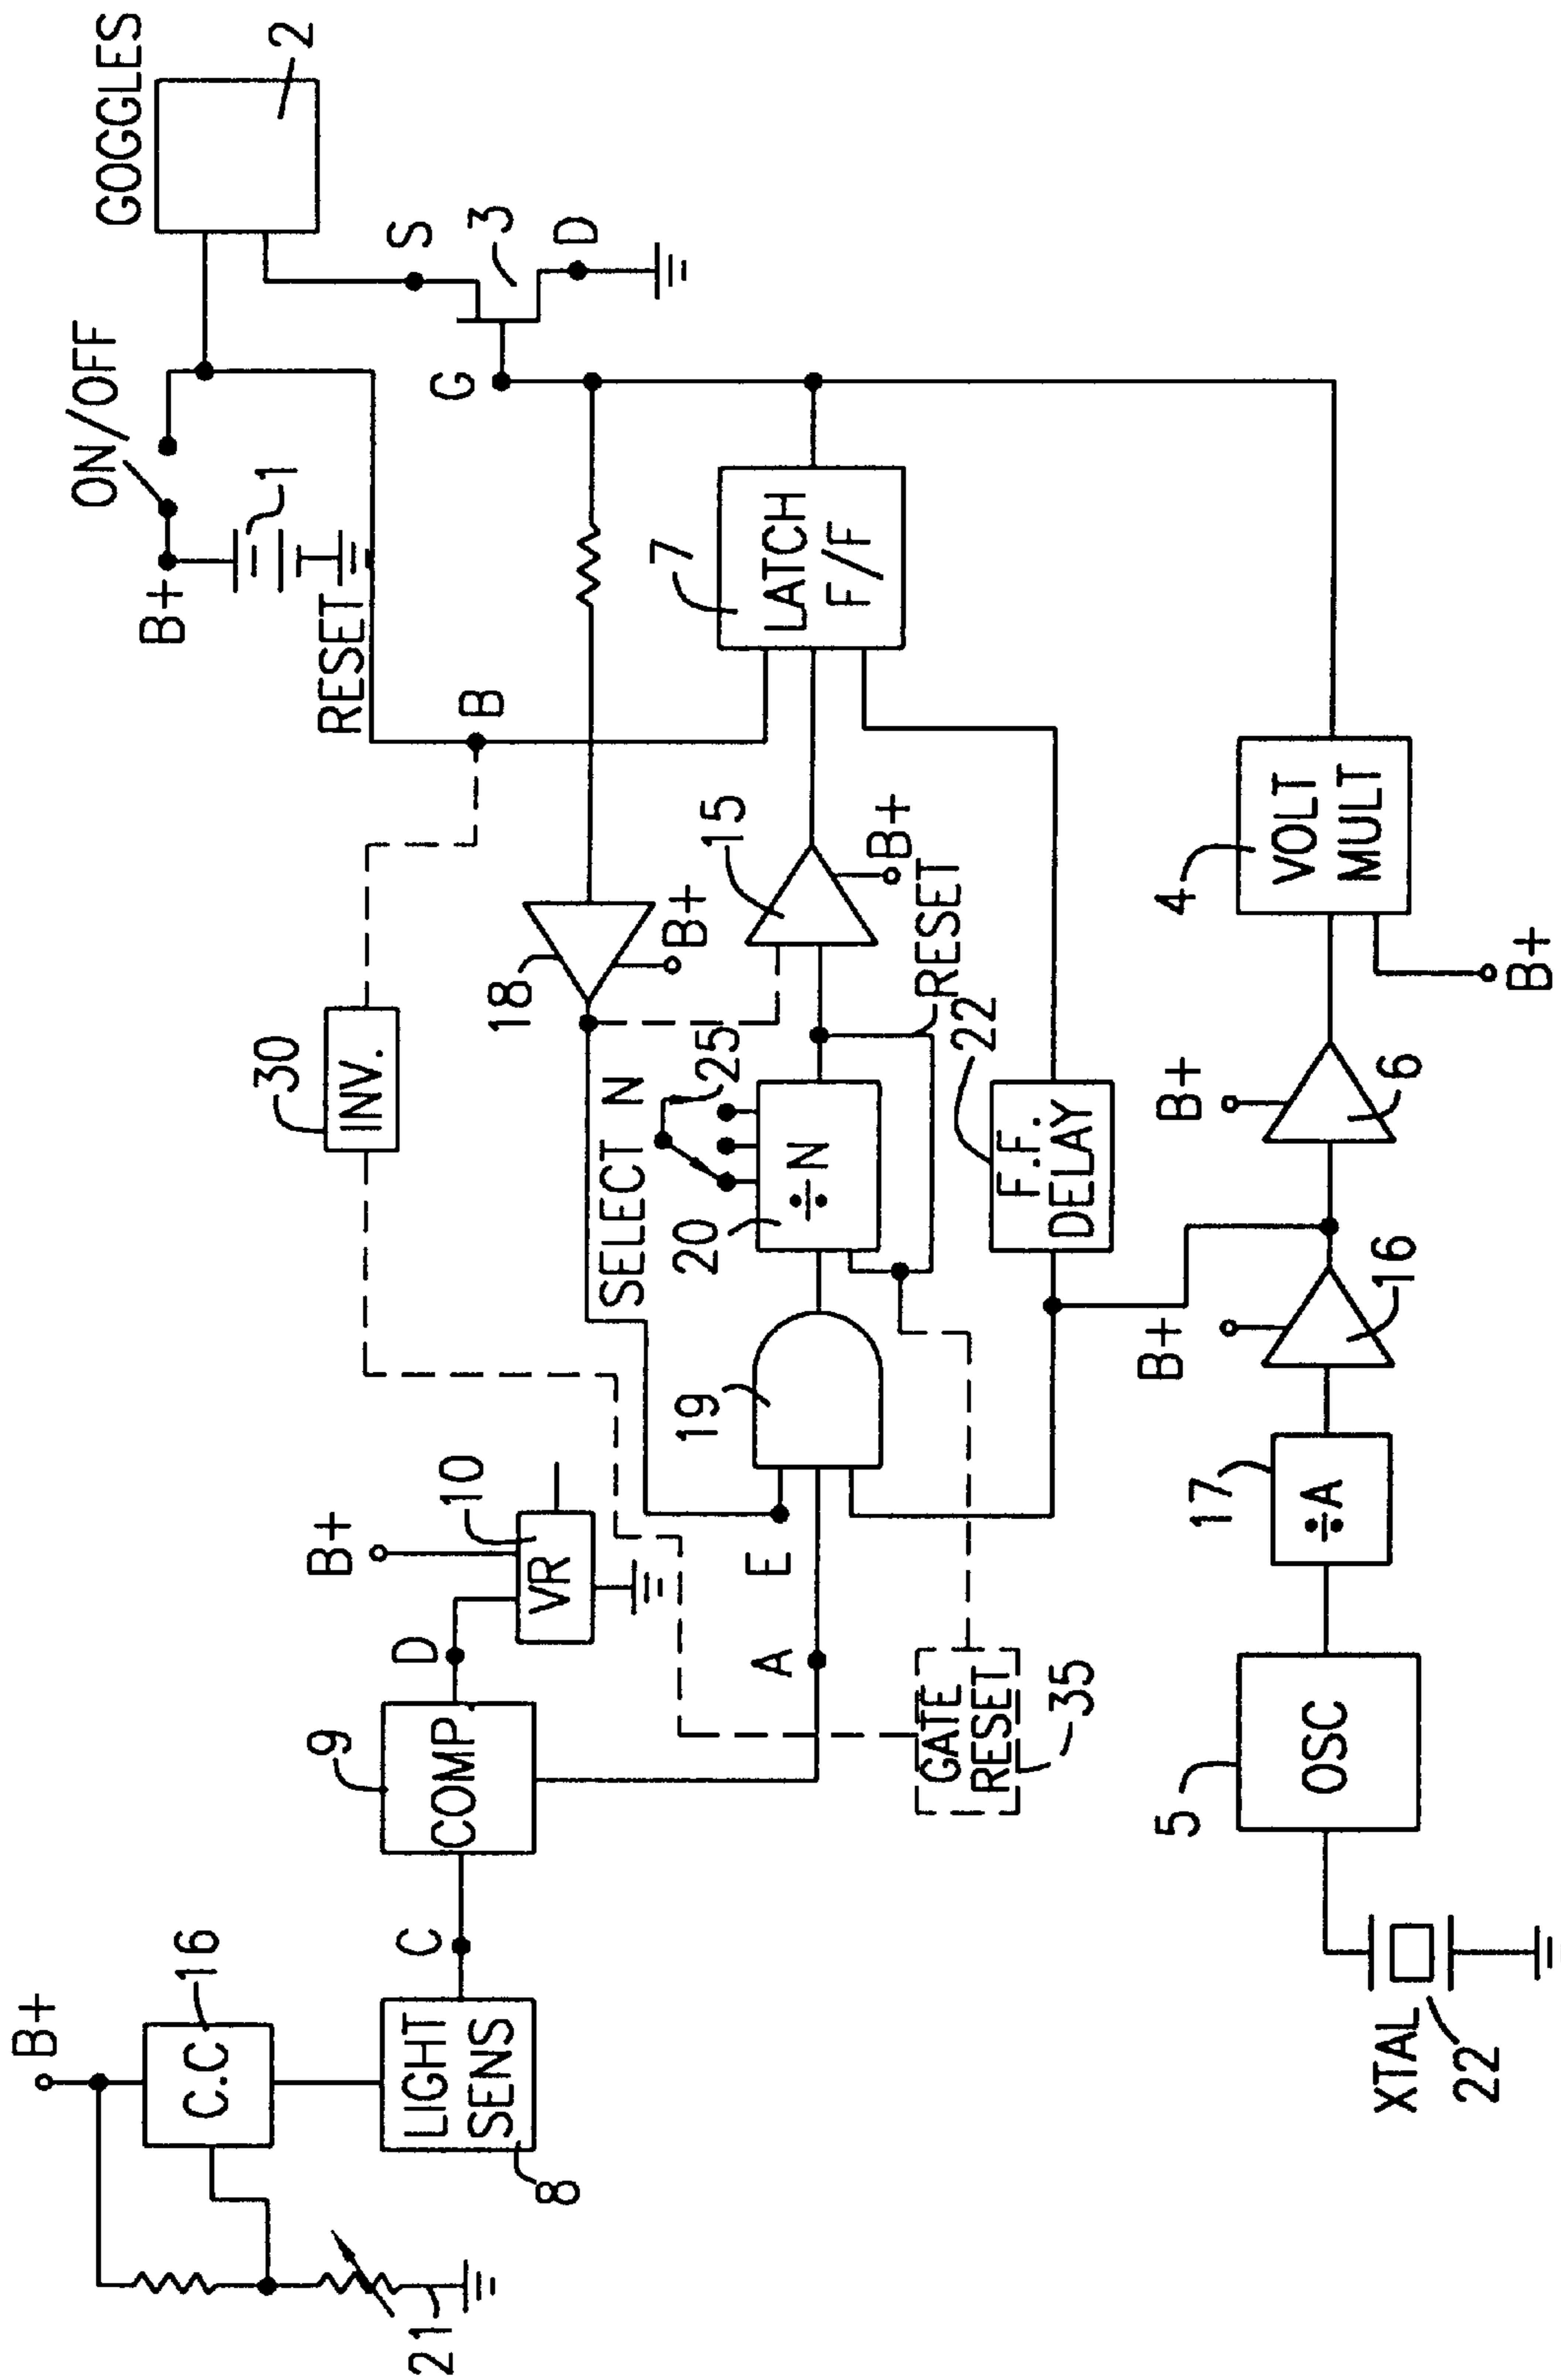 B+
C.C
16
21
LIGHT
SENS
8
C
COMP.
9
D
B+
VR
10
A
E
19
INV.
30
GATE
RESET
35
SELECT N
25
÷N
20
RESET
18
B+
15
B+
B
RESET
B+
1
ON/OFF
GOGGLES
2
S
G
3
D
LATCH
F/F
7
F.F.
DELAY
22
XTAL
22
OSC
5
÷A
17
B+
16
B+
6
VOLT
MULT
4
B+